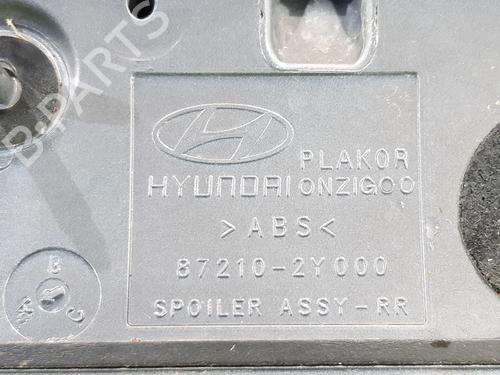 B-PARTS
PLAKOR
HYUNDAI ONZIGOO
>ABS<
87210-2Y000
SPOILER ASSY-RR
B
C